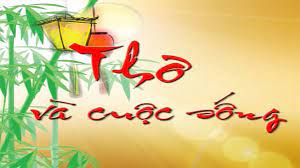 Thơ
và cuộc sống